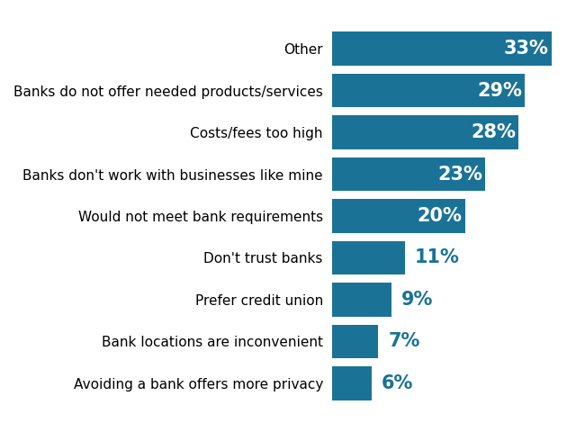 Other 33%
Banks do not offer needed products/services 29%
Costs/fees too high 28%
Banks don't work with businesses like mine 23%
Would not meet bank requirements 20%
Don't trust banks 11%
Prefer credit union 9%
Bank locations are inconvenient 7%
Avoiding a bank offers more privacy 6%